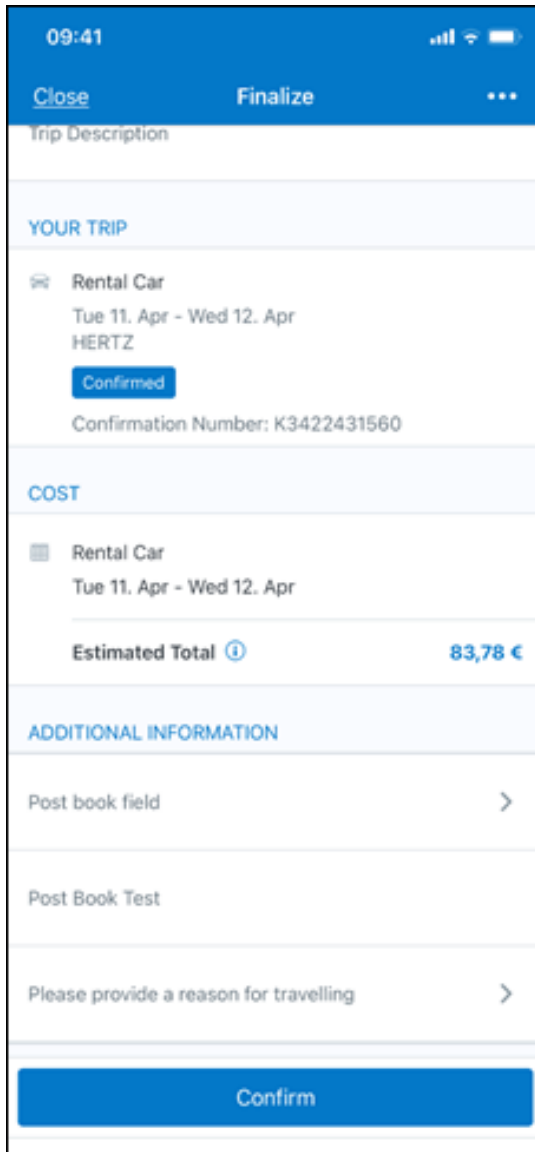 09:41
Close
Finalize
Trip Description
YOUR TRIP
Rental Car
Tue 11. Apr - Wed 12. Apr
HERTZ
Confirmed
Confirmation Number: K3422431560
COST
Rental Car
Tue 11. Apr - Wed 12. Apr
Estimated Total
83,78 €
ADDITIONAL INFORMATION
Post book field
Post Book Test
Please provide a reason for travelling
Confirm